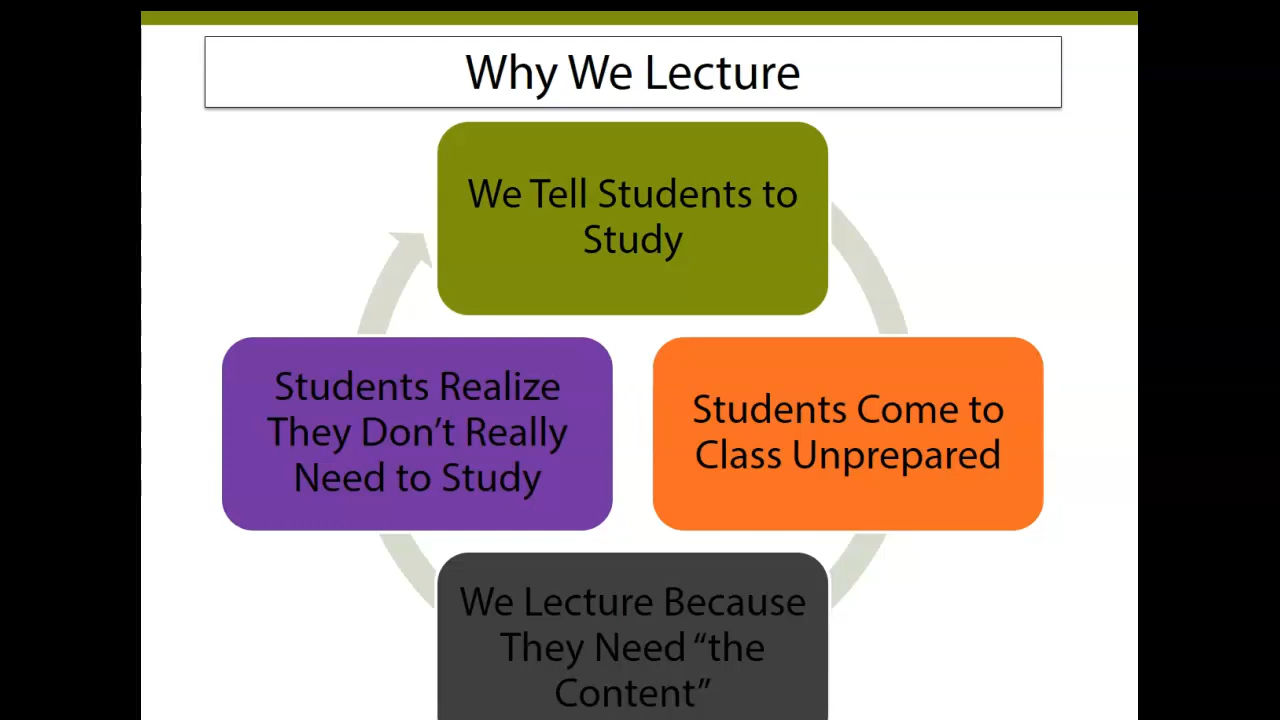 Why We Lecture
We Tell Students to
Study
Students Come to
Class Unprepared
We Lecture Because
They Need “the
Content”
Students Realize
They Don’t Really
Need to Study